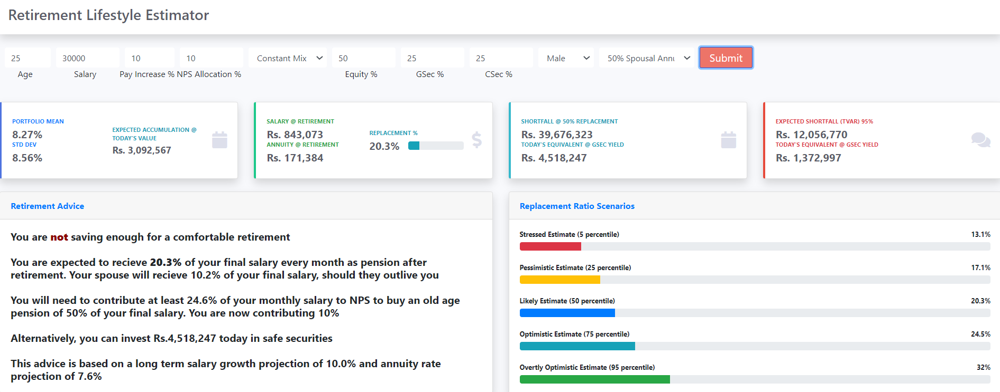 Retirement Lifestyle Estimator
25 30000 10 10 Constant Mix 50 25 25 Male 50% Spousal Annu Submit
Age Salary Pay Increase % NPS Allocation % Equity % GSec % CSec %
PORTFOLIO MEAN
8.27%
STD DEV
8.56%
EXPECTED ACCUMULATION @
TODAY'S VALUE
Rs. 3,092,567
SALARY @ RETIREMENT
Rs. 843,073
ANNUITY @ RETIREMENT
Rs. 171,384
REPLACEMENT %
20.3%
$
SHORTFALL @ 50% REPLACEMENT
Rs. 39,676,323
TODAY'S EQUIVALENT @ GSEC YIELD
Rs. 4,518,247
EXPECTED SHORTFALL (TVAR) 95%
Rs. 12,056,770
TODAY'S EQUIVALENT @ GSEC YIELD
Rs. 1,372,997
Retirement Advice
You are not saving enough for a comfortable retirement
You are expected to recieve 20.3% of your final salary every month as pension after
retirement. Your spouse will recieve 10.2% of your final salary, should they outlive you
You will need to contribute at least 24.6% of your monthly salary to NPS to buy an old age
pension of 50% of your final salary. You are now contributing 10%
Alternatively, you can invest Rs.4,518,247 today in safe securities
This advice is based on a long term salary growth projection of 10.0% and annuity rate
projection of 7.6%
Replacement Ratio Scenarios
Stressed Estimate (5 percentile) 13.1%
Pessimistic Estimate (25 percentile) 17.1%
Likely Estimate (50 percentile) 20.3%
Optimistic Estimate (75 percentile) 24.5%
Overtly Optimistic Estimate (95 percentile) 32%